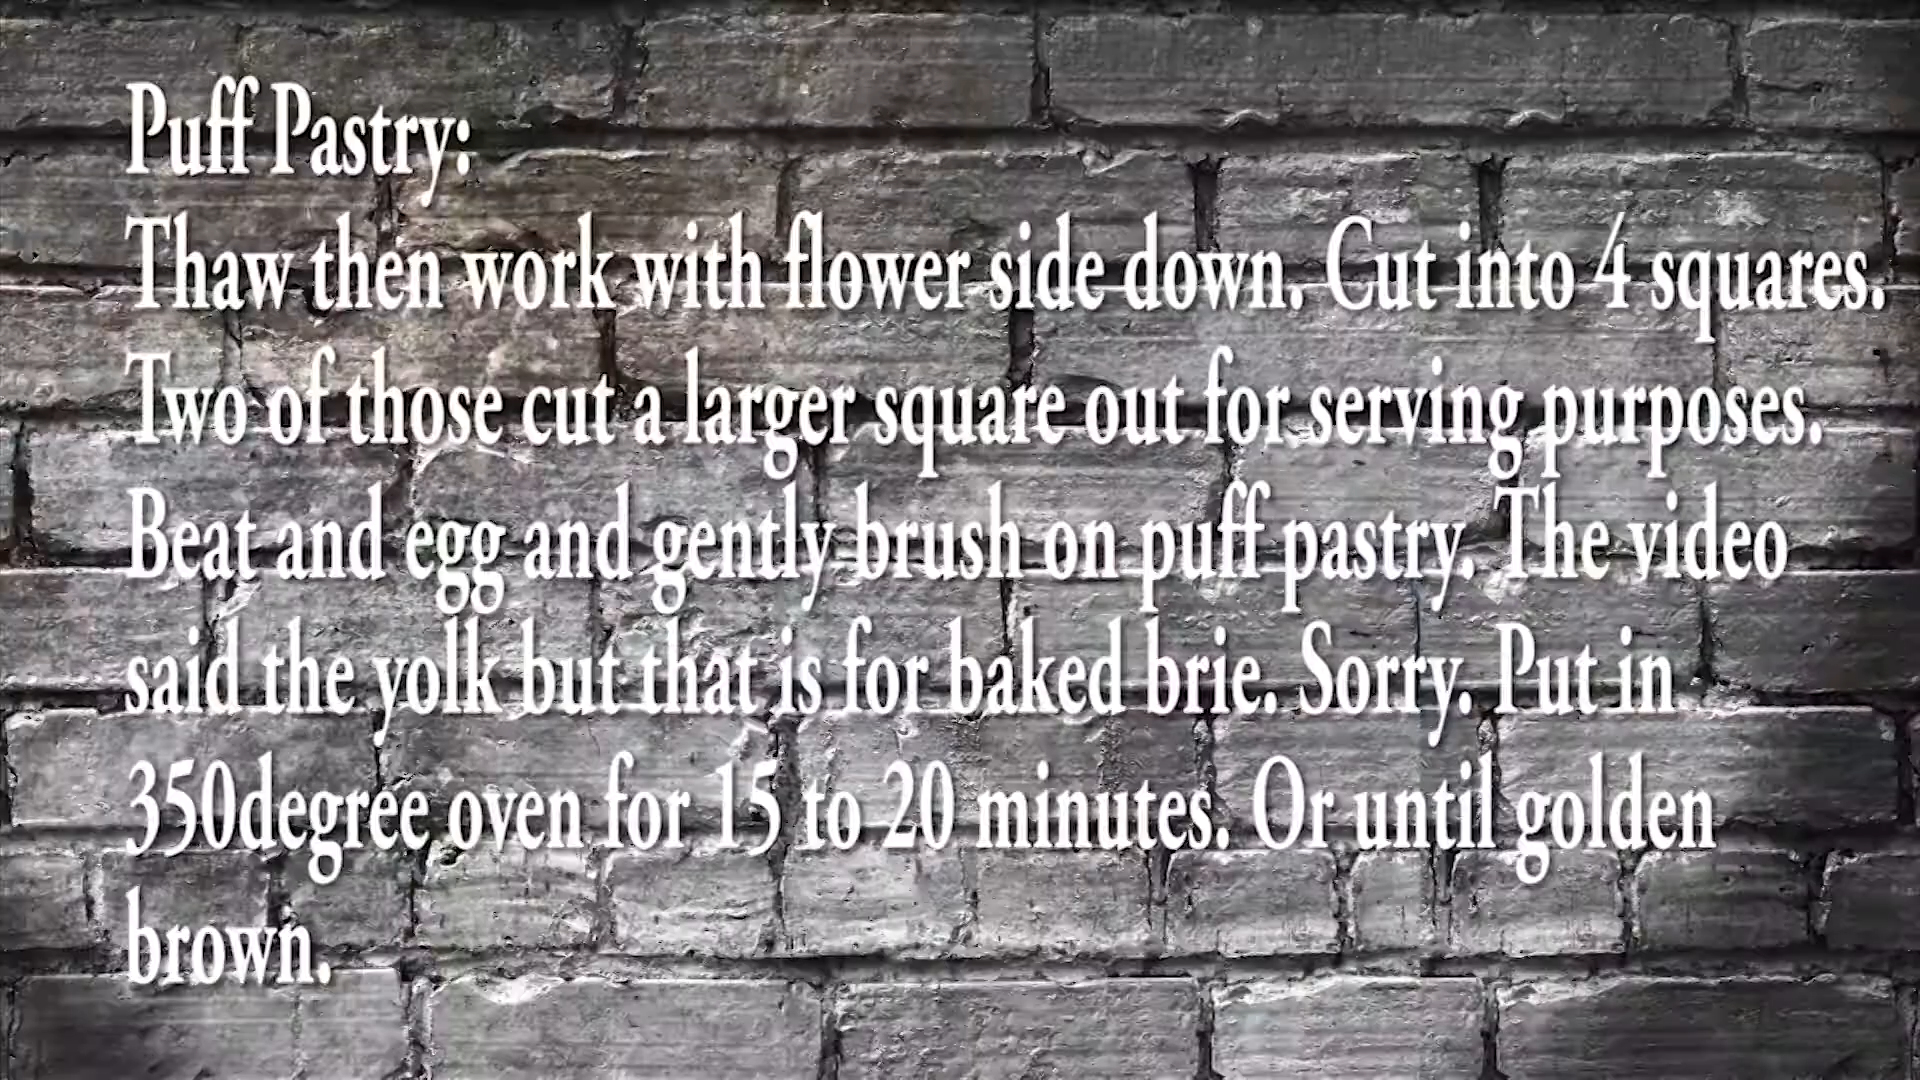 Puff Pastry:
Thaw then work with flower side down. Cut into 4 squares.
Two of those cut a larger square out for serving purposes.
Beat and egg and gently brush on puff pastry. The video
said the yolk but that is for baked brie. Sorry. Put in
350degree oven for 15 to 20 minutes. Or until golden
brown.